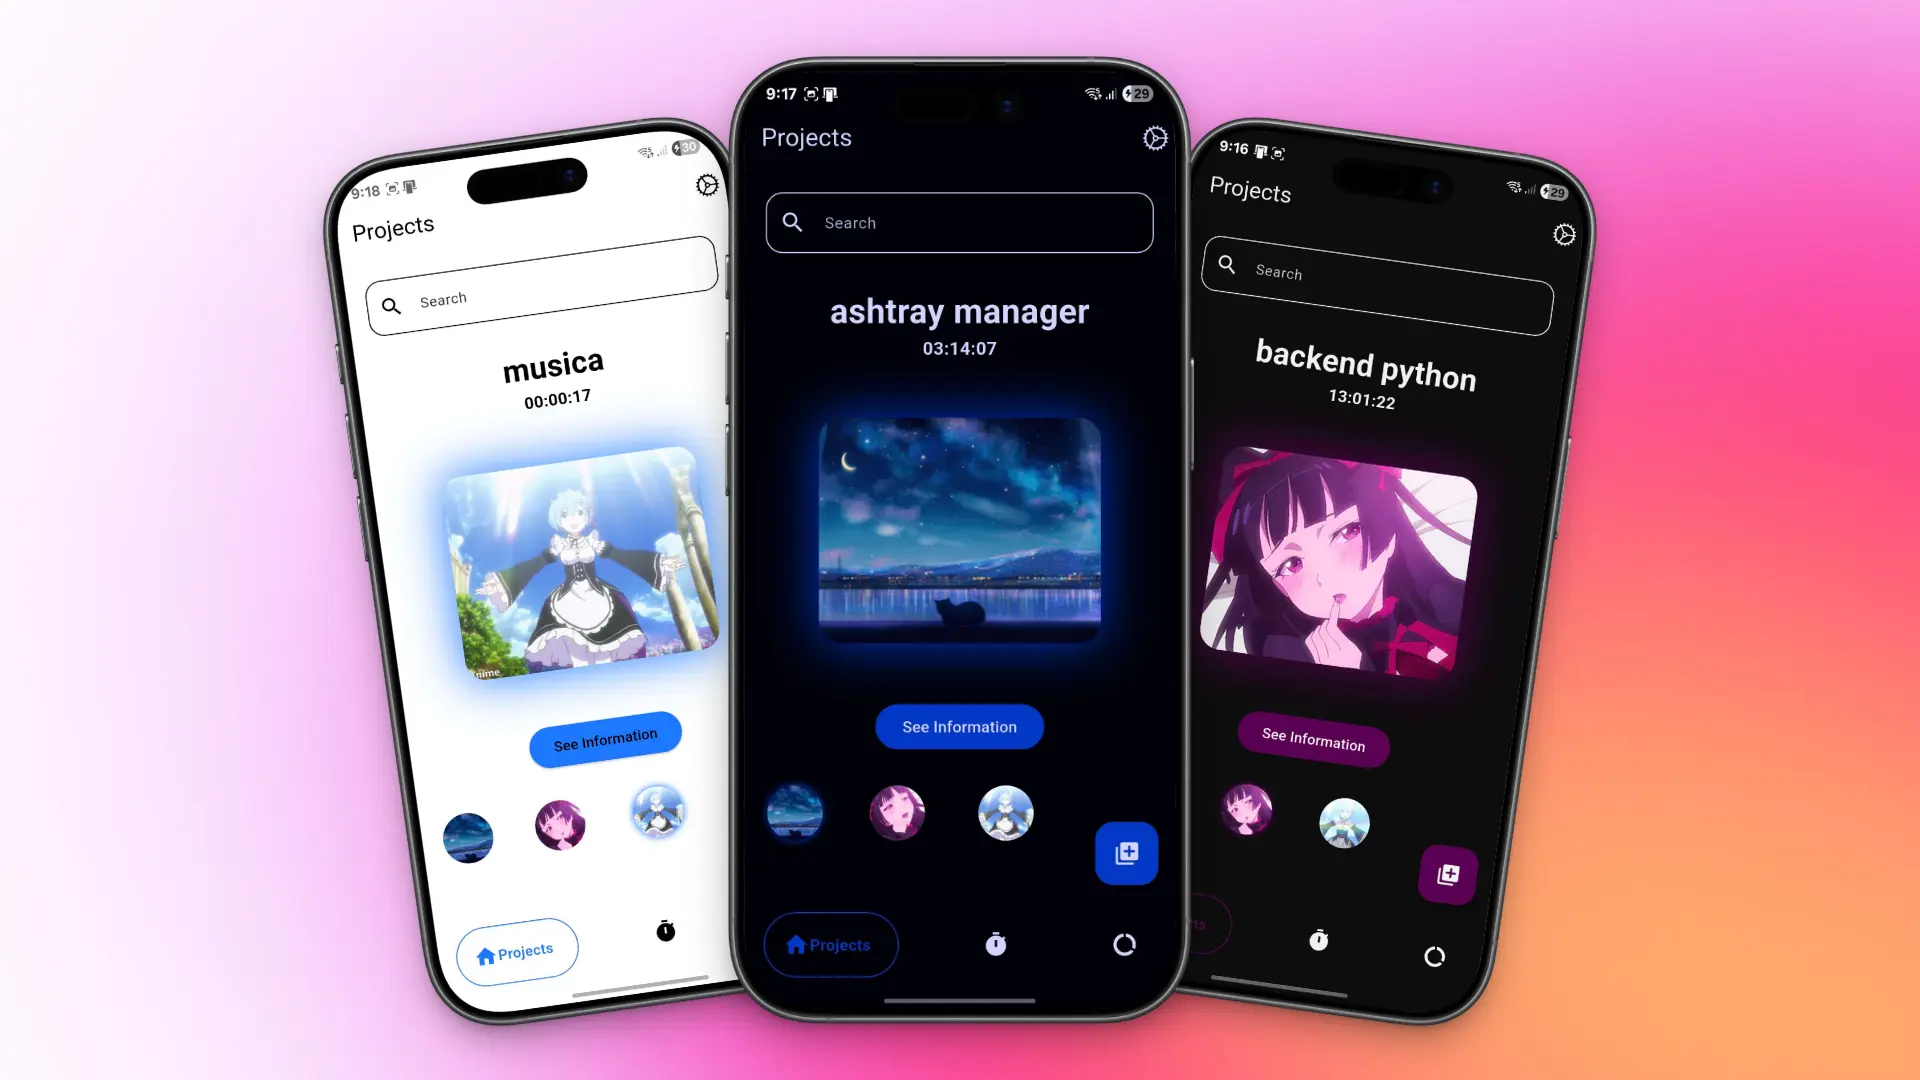 9:18
30
Projects
Search
musica
00:00:17
nime
See Information
Projects
9:17
29
Projects
Search
ashtray manager
03:14:07
See Information
Projects
9:16
29
Projects
Search
backend python
13:01:22
See Information
ts